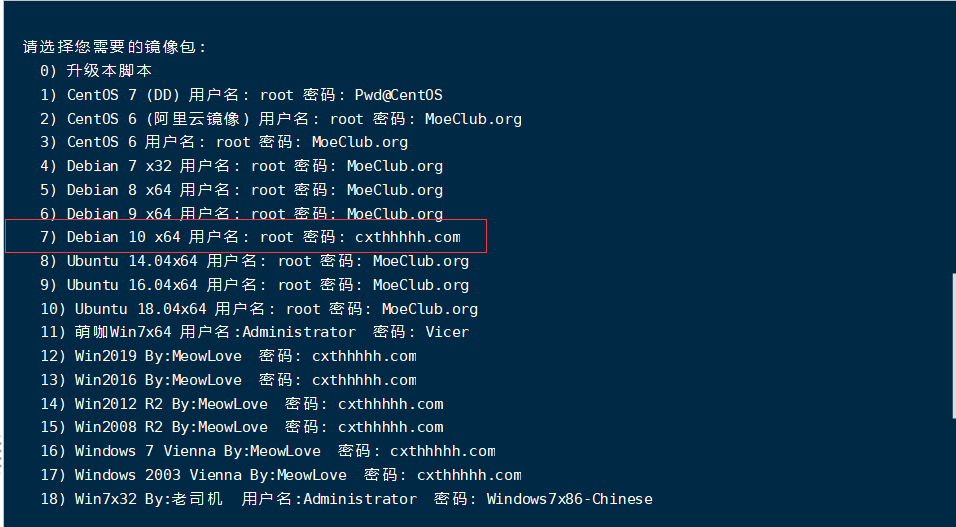 请选择您需要的镜像包:
0) 升级本脚本
1) CentOS 7 (DD) 用户名: root 密码: Pwd@CentOS
2) CentOS 6 (阿里云镜像) 用户名: root 密码: MoeClub.org
3) CentOS 6 用户名: root 密码: MoeClub.org
4) Debian 7 x32 用户名: root 密码: MoeClub.org
5) Debian 8 x64 用户名: root 密码: MoeClub.org
6) Debian 9 x64 用户名: root 密码: MoeClub.org
7) Debian 10 x64 用户名: root 密码: cxthhhhh.com
8) Ubuntu 14.04x64 用户名: root 密码: MoeClub.org
9) Ubuntu 16.04x64 用户名: root 密码: MoeClub.org
10) Ubuntu 18.04x64 用户名: root 密码: MoeClub.org
11) 萌咖Win7x64 用户名:Administrator 密码: Vicer
12) Win2019 By:MeowLove 密码: cxthhhhh.com
13) Win2016 By:MeowLove 密码: cxthhhhh.com
14) Win2012 R2 By:MeowLove 密码: cxthhhhh.com
15) Win2008 R2 By:MeowLove 密码: cxthhhhh.com
16) Windows 7 Vienna By:MeowLove 密码: cxthhhhh.com
17) Windows 2003 Vienna By:MeowLove 密码: cxthhhhh.com
18) Win7x32 By:老司机 用户名:Administrator 密码: Windows7x86-Chinese